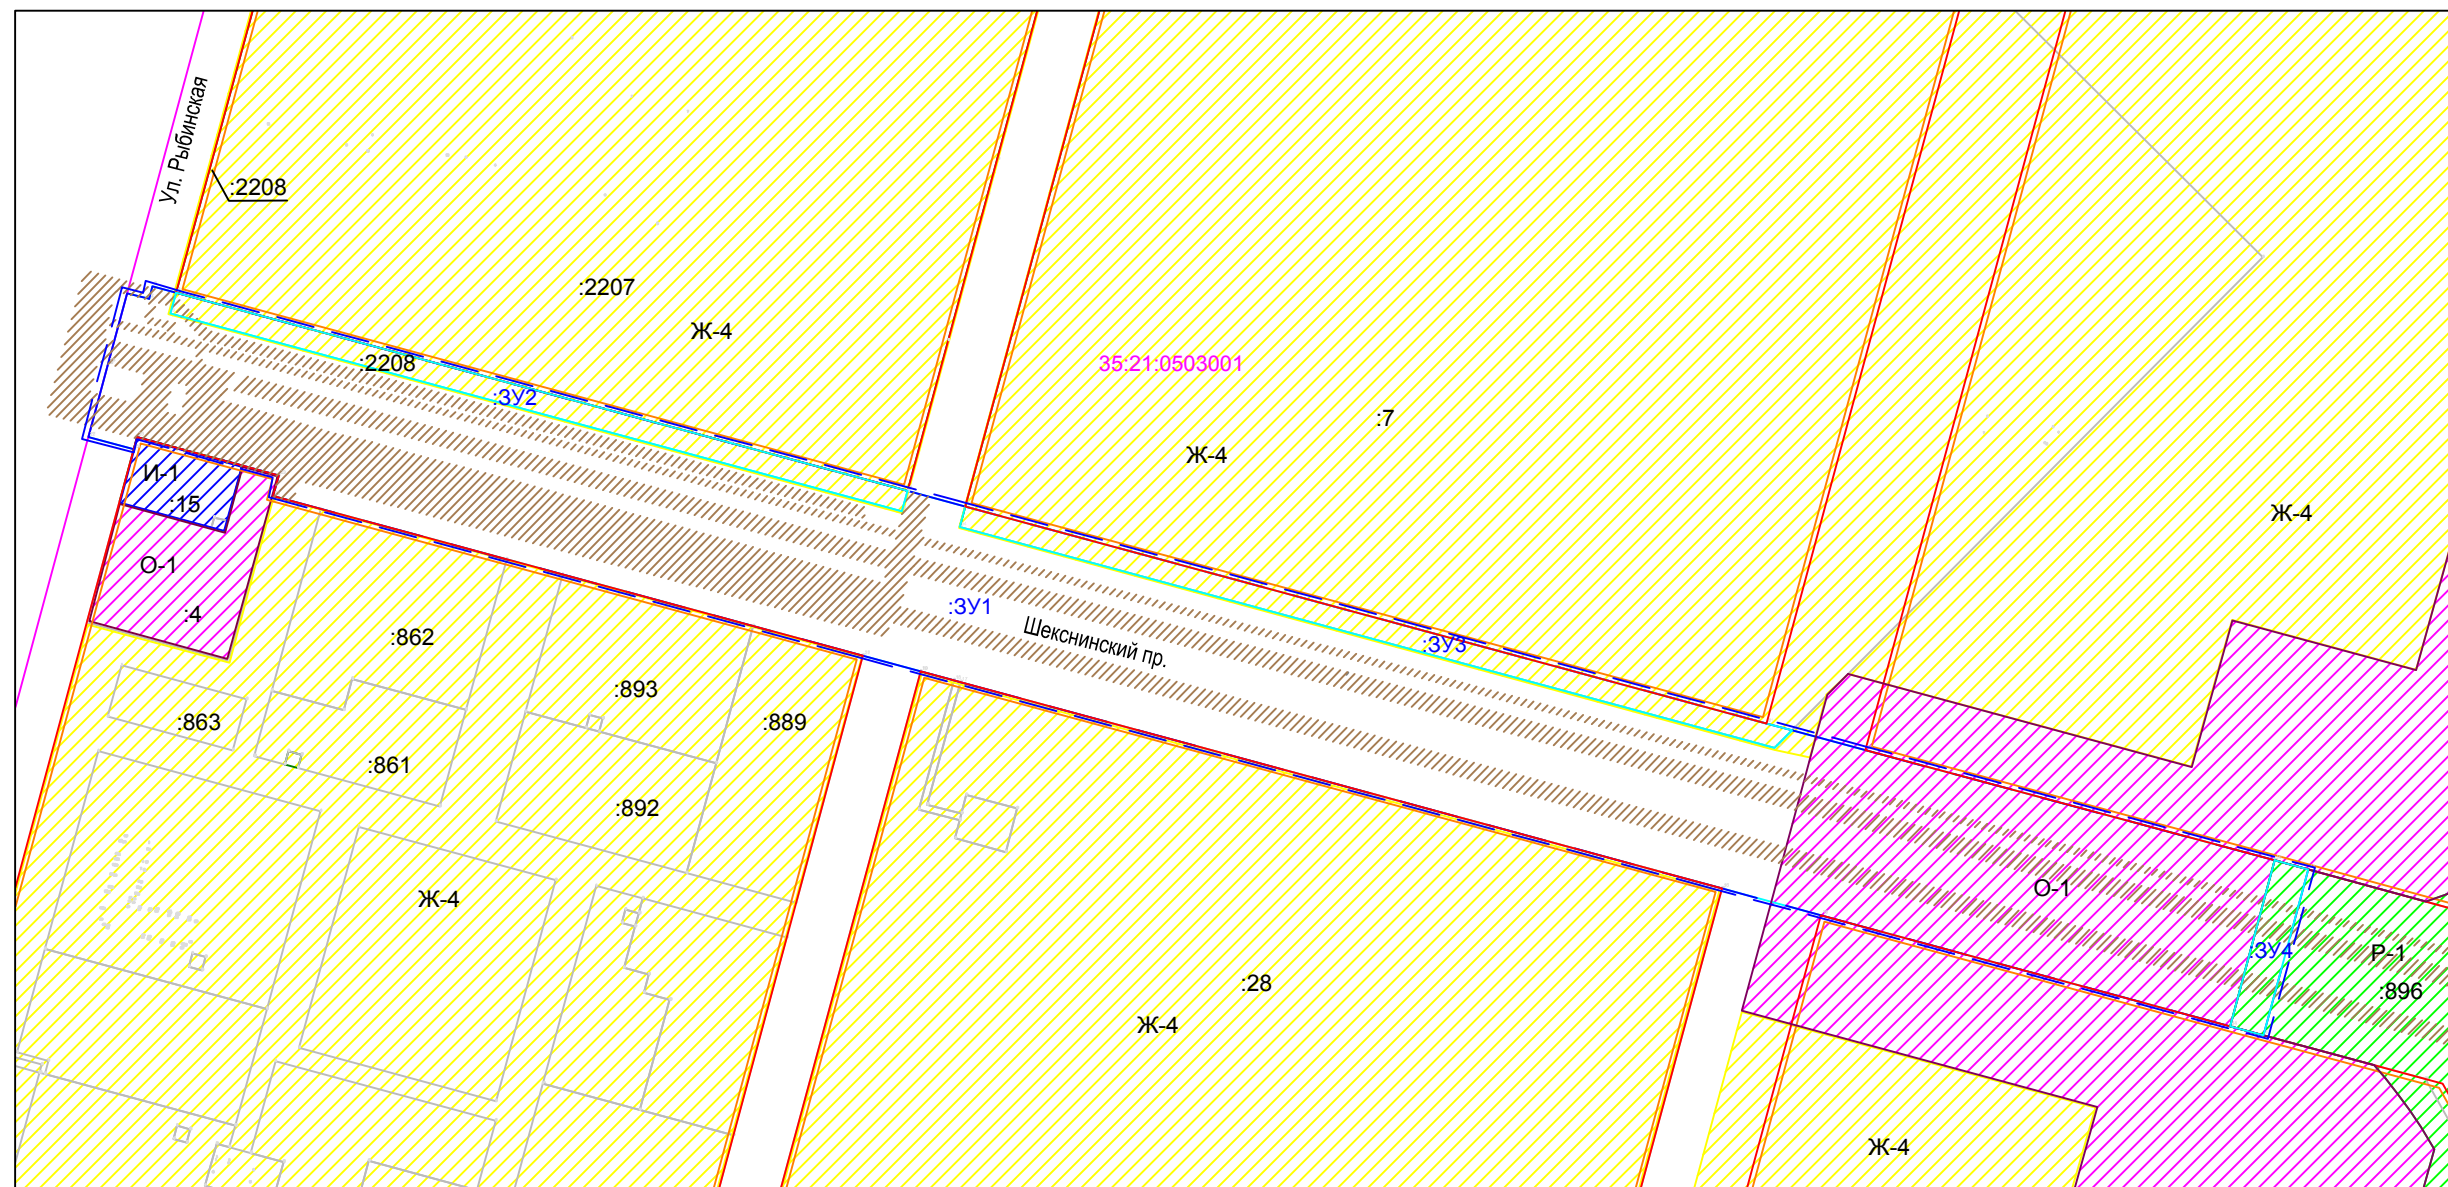 Ул. Рыбинская
:2208
:2207
Ж-4
:2208
35:21:0503001
:ЗУ2
:7
Ж-4
И-1
:15
Ж-4
О-1
:ЗУ1
:4
:862
Шекснинский пр.
:ЗУ3
:893
:863
:889
:861
:892
О-1
Ж-4
:ЗУ4
Р-1
:28
:896
Ж-4
Ж-4